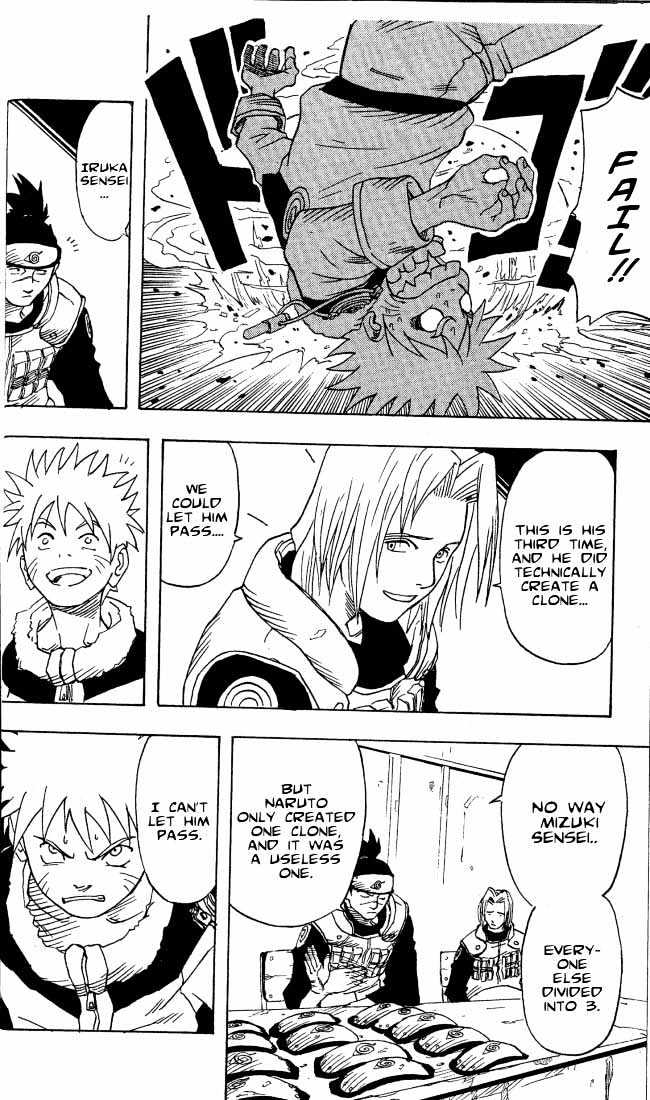 FAIL!!
ドゴ
IRUKA
SENSEI
...
THIS IS HIS
THIRD TIME,
AND HE DID
TECHNICALLY
CREATE A
CLONE...
WE
COULD
LET HIM
PASS....
NO WAY
MIZUKI
SENSEI..
EVERY-
ONE
ELSE
DIVIDED
INTO 3.
BUT
NARUTO
ONLY CREATED
ONE CLONE,
AND IT WAS
A USELESS
ONE.
I CAN'T
LET HIM
PASS.